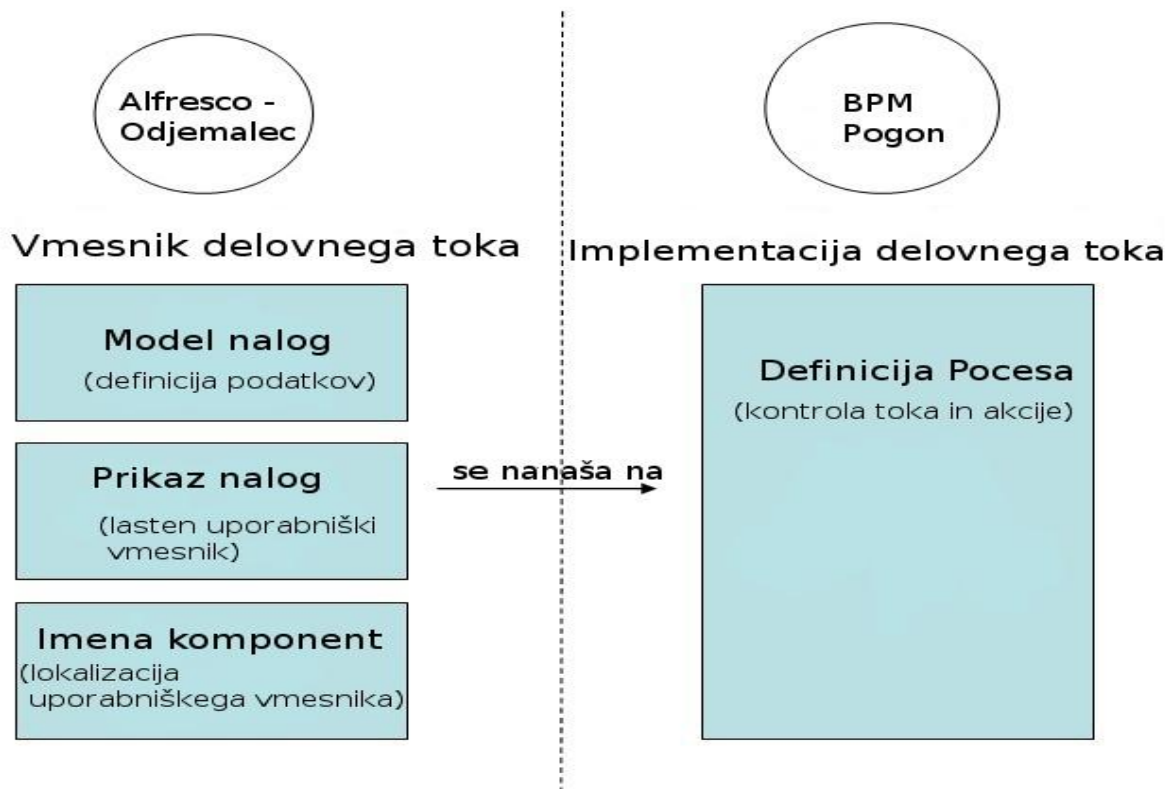 Alfresco -
Odjemalec
BPM
Pogon
Vmesnik delovnega toka
Implementacija delovnega toka
Model nalog
(definicija podatkov)
Prikaz nalog
(lasten uporabniški
vmesnik)
Imena komponent
(lokalizacija
uporabniškega vmesnika)
se nanaša na
Definicija Pocesa
(kontrola toka in akcije)